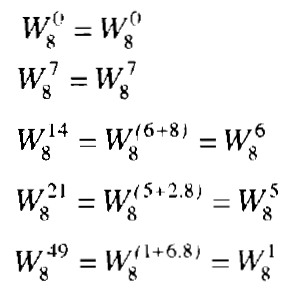 W_8^0 = W_8^0
W_8^7 = W_8^7
W_8^{14} = W_8^{(6+8)} = W_8^6
W_8^{21} = W_8^{(5+2.8)} = W_8^5
W_8^{49} = W_8^{(1+6.8)} = W_8^1